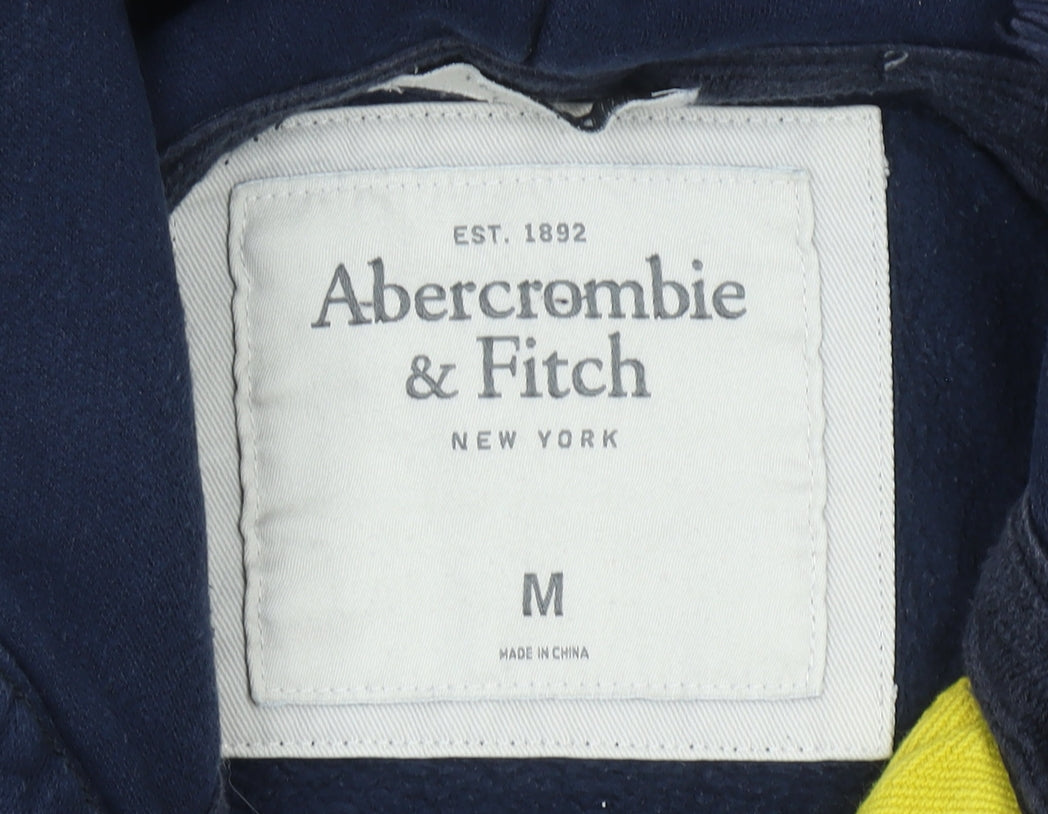 EST. 1892
Abercrombie
& Fitch
NEW YORK
M
MADE IN CHINA